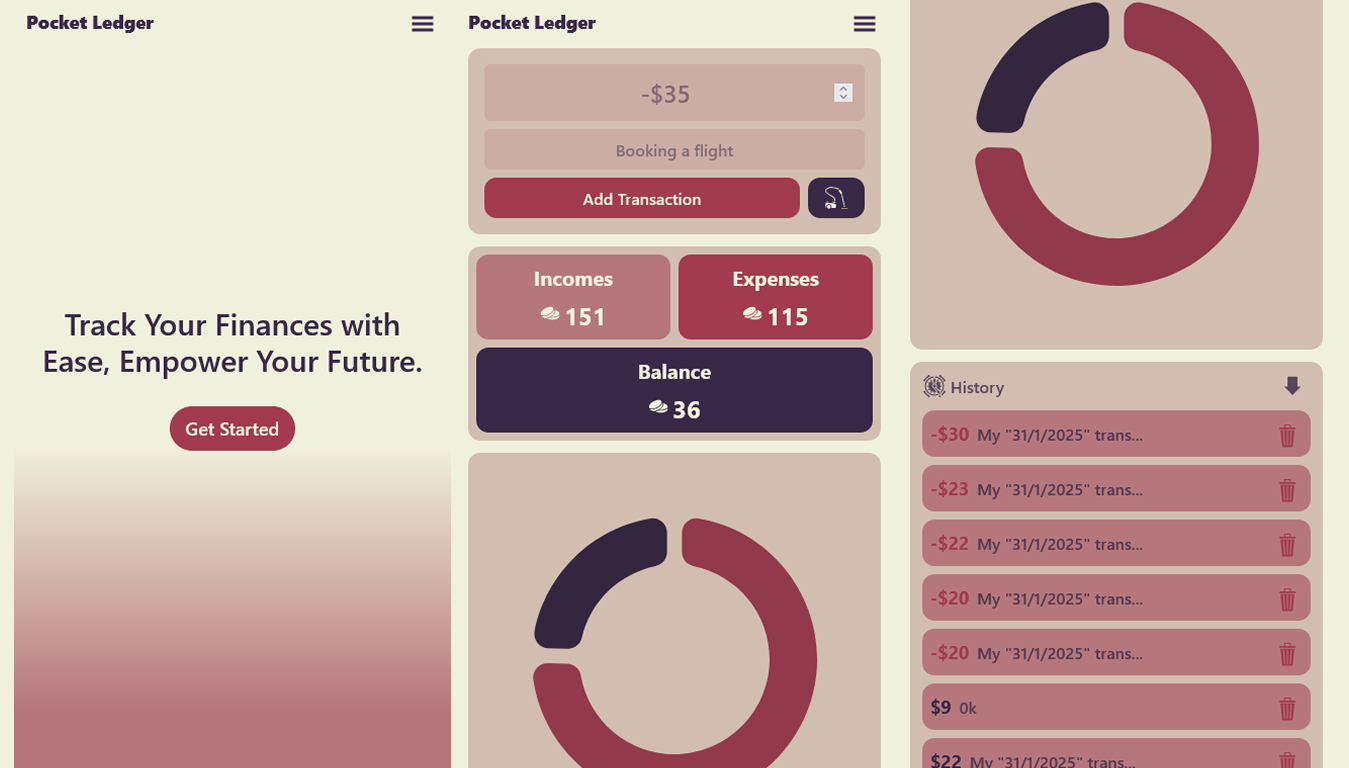 Pocket Ledger
Track Your Finances with
Ease, Empower Your Future.
Get Started
Pocket Ledger
-$35
Booking a flight
Add Transaction
Incomes
151
Expenses
115
Balance
36
History
-$30 My "31/1/2025" trans...
-$23 My "31/1/2025" trans...
-$22 My "31/1/2025" trans...
-$20 My "31/1/2025" trans...
-$20 My "31/1/2025" trans...
$9 0k
$22 My "31/1/2025" trans...